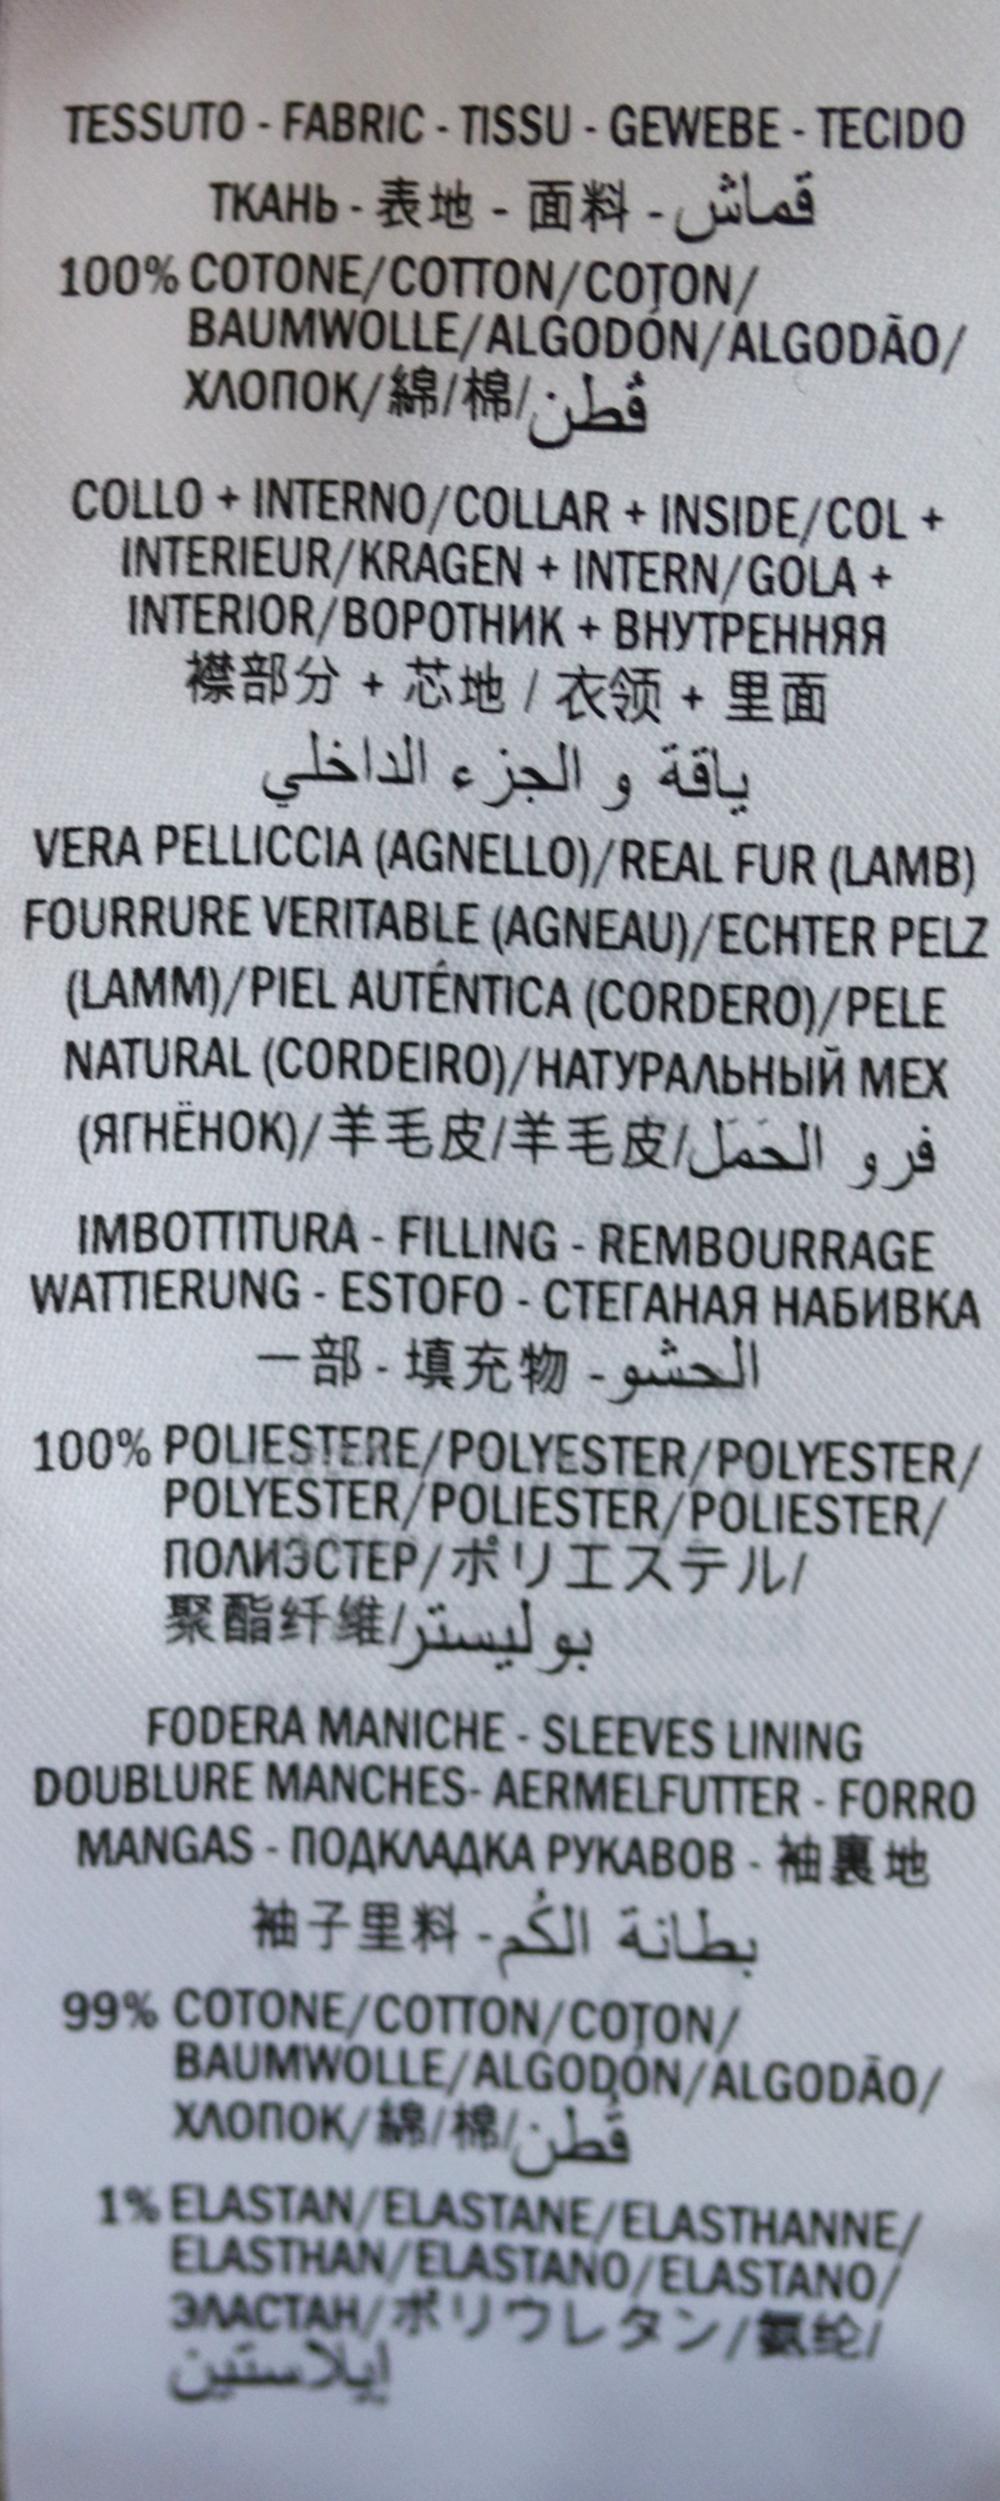 TESSUTO - FABRIC - TISSU - GEWEBE - TECIDO
ТКАНЬ - 表地 - 面料 - قماش
100% COTONE/COTTON/COTON/
BAUMWOLLE/ALGODÓN/ALGODÃO/
ХЛОПОК/綿/棉/قُطن
COLLO + INTERNO/COLLAR + INSIDE/COL +
INTERIEUR/KRAGEN + INTERN/GOLA +
INTERIOR/ВОРОТНИК + ВНУТРЕННЯЯ
襟部分 + 芯地 / 衣领 + 里面
ياقة و الجزء الداخلي
VERA PELLICCIA (AGNELLO)/REAL FUR (LAMB)
FOURRURE VERITABLE (AGNEAU)/ECHTER PELZ
(LAMM)/PIEL AUTÉNTICA (CORDERO)/PELE
NATURAL (CORDEIRO)/НАТУРАЛЬНЫЙ МЕХ
(ЯГНЁНОК)/羊毛皮/羊毛皮/فرو الحَمَل
IMBOTTITURA - FILLING - REMBOURRAGE
WATTIERUNG - ESTOFO - СТЕГАНАЯ НАБИВКА
一部 - 填充物 - الحشو
100% POLIESTERE/POLYESTER/POLYESTER/
POLYESTER/POLIESTER/POLIESTER/
ПОЛИЭСТЕР/ポリエステル/
聚酯纤维/بوليستر
FODERA MANICHE - SLEEVES LINING
DOUBLURE MANCHES- AERMELFUTTER - FORRO
MANGAS - ПОДКЛАДКА РУКАВОВ - 袖裏地
袖子里料 - بطانة الكُم
99% COTONE/COTTON/COTON/
BAUMWOLLE/ALGODÓN/ALGODÃO/
ХЛОПОК/綿/棉/قُطن
1% ELASTAN/ELASTANE/ELASTHANNE/
ELASTHAN/ELASTANO/ELASTANO/
ЭЛАСТАН/ポリウレタン/氨纶/
إيلاستين